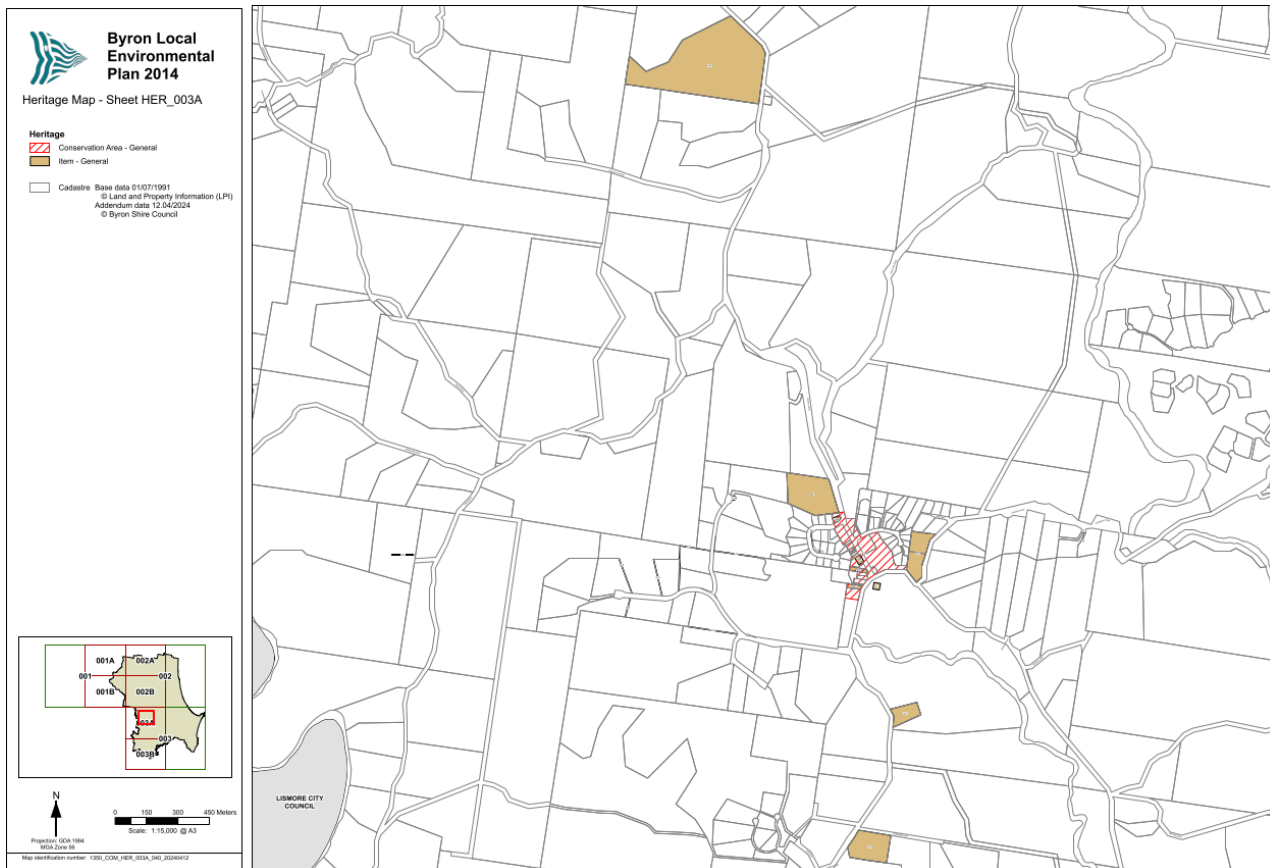 Byron Local
Environmental
Plan 2014
Heritage Map - Sheet HER_003A
Heritage
Conservation Area - General
Item - General
Cadastre Base data 01/07/1991
© Land and Property Information (LPI)
Addendum data 12.04/2024
© Byron Shire Council
001A
002A
001
002
001B
002B
03A
003
003B
N
0 150 300 450 Meters
Scale: 1:15,000 @ A3
Projection: GDA 1994
MGA Zone 56
Map identification number: 1350_COM_HER_003A_040_20240412
LISMORE CITY
COUNCIL